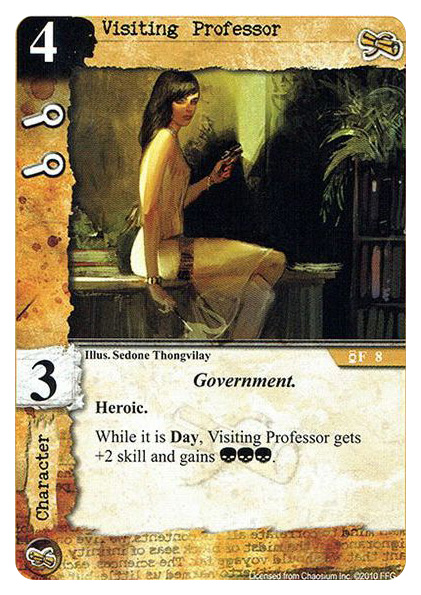 4
Visiting Professor
Illus. Sedone Thongvilay
F 8
3
Government.
Heroic.
While it is Day, Visiting Professor gets
+2 skill and gains
Character
Licensed from Chaosium Inc. ©2010 FFG